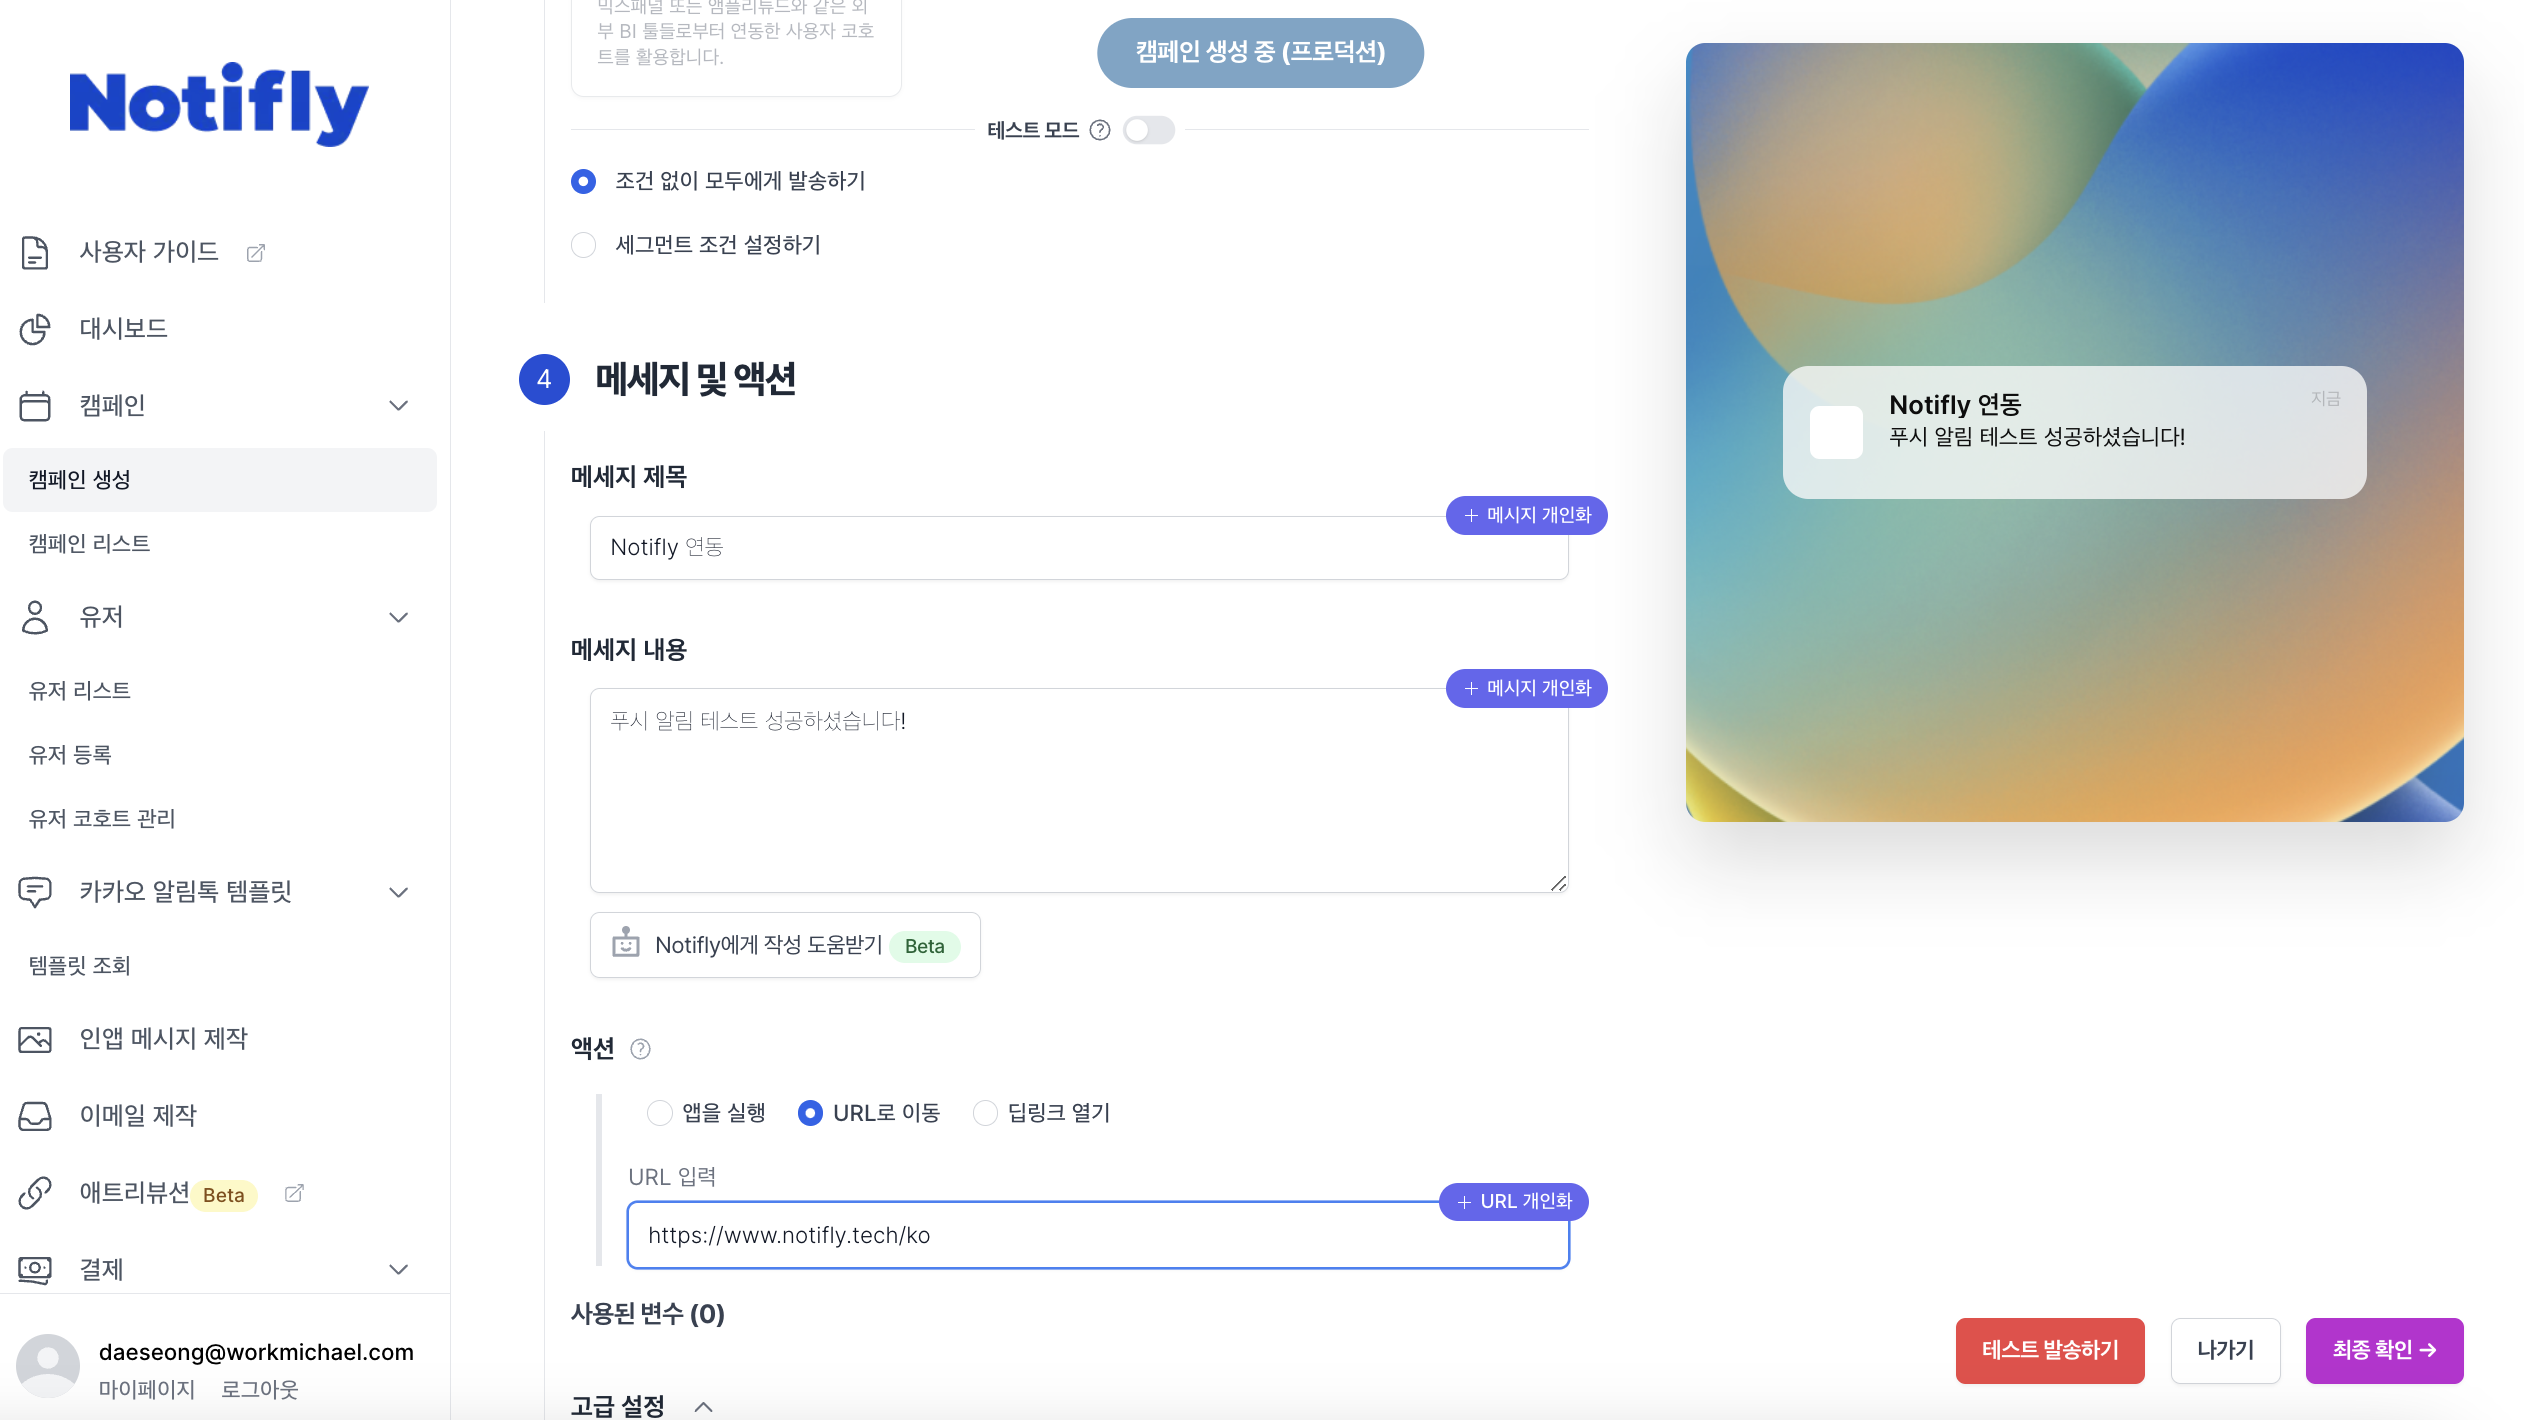 Notifly
사용자 가이드
대시보드
캠페인
캠페인 생성
캠페인 리스트
유저
유저 리스트
유저 등록
유저 코호트 관리
카카오 알림톡 템플릿
템플릿 조회
인앱 메시지 제작
이메일 제작
애트리뷰션 Beta
결제
daeseong@workmichael.com
마이페이지 로그아웃
믹스패널 또는 앰플리튜드와 같은 외
부 BI 툴들로부터 연동한 사용자 코호
트를 활용합니다.
캠페인 생성 중 (프로덕션)
테스트 모드
조건 없이 모두에게 발송하기
세그먼트 조건 설정하기
4 메세지 및 액션
메세지 제목
+ 메시지 개인화
Notifly 연동
메세지 내용
+ 메시지 개인화
푸시 알림 테스트 성공하셨습니다!
Notifly에게 작성 도움받기 Beta
액션
앱을 실행 URL로 이동 딥링크 열기
URL 입력
+ URL 개인화
https://www.notifly.tech/ko
사용된 변수 (0)
고급 설정
Notifly 연동
지금
푸시 알림 테스트 성공하셨습니다!
테스트 발송하기
나가기
최종 확인 →